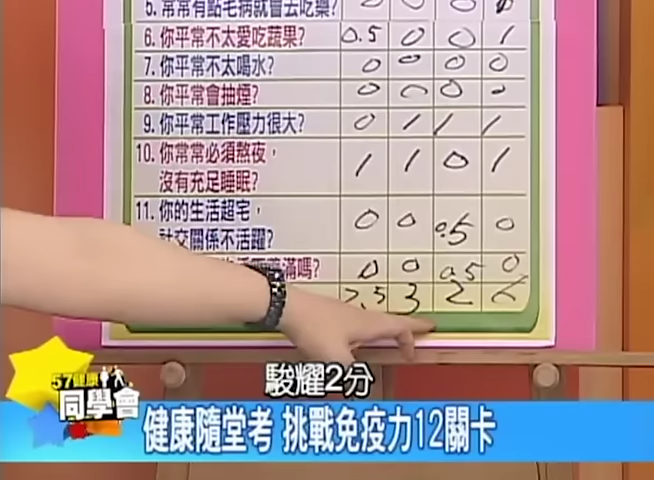 5. 常常有點毛病就會去吃藥?
6. 你平常不太愛吃蔬果? 0.5 0 0 1
7. 你平常不太喝水? 0 0 0 0
8. 你平常會抽煙? 0 0 0 0
9. 你平常工作壓力很大? 0 1 1 1
10. 你常常必須熬夜，
沒有充足睡眠? 1 1 0 1
11. 你的生活超宅，
社交關係不活躍? 0 0 0.5 0
滿嗎? 0 0 0.5 0
2.5 3 2
駿耀2分
57健康
同學會
健康隨堂考 挑戰免疫力12關卡